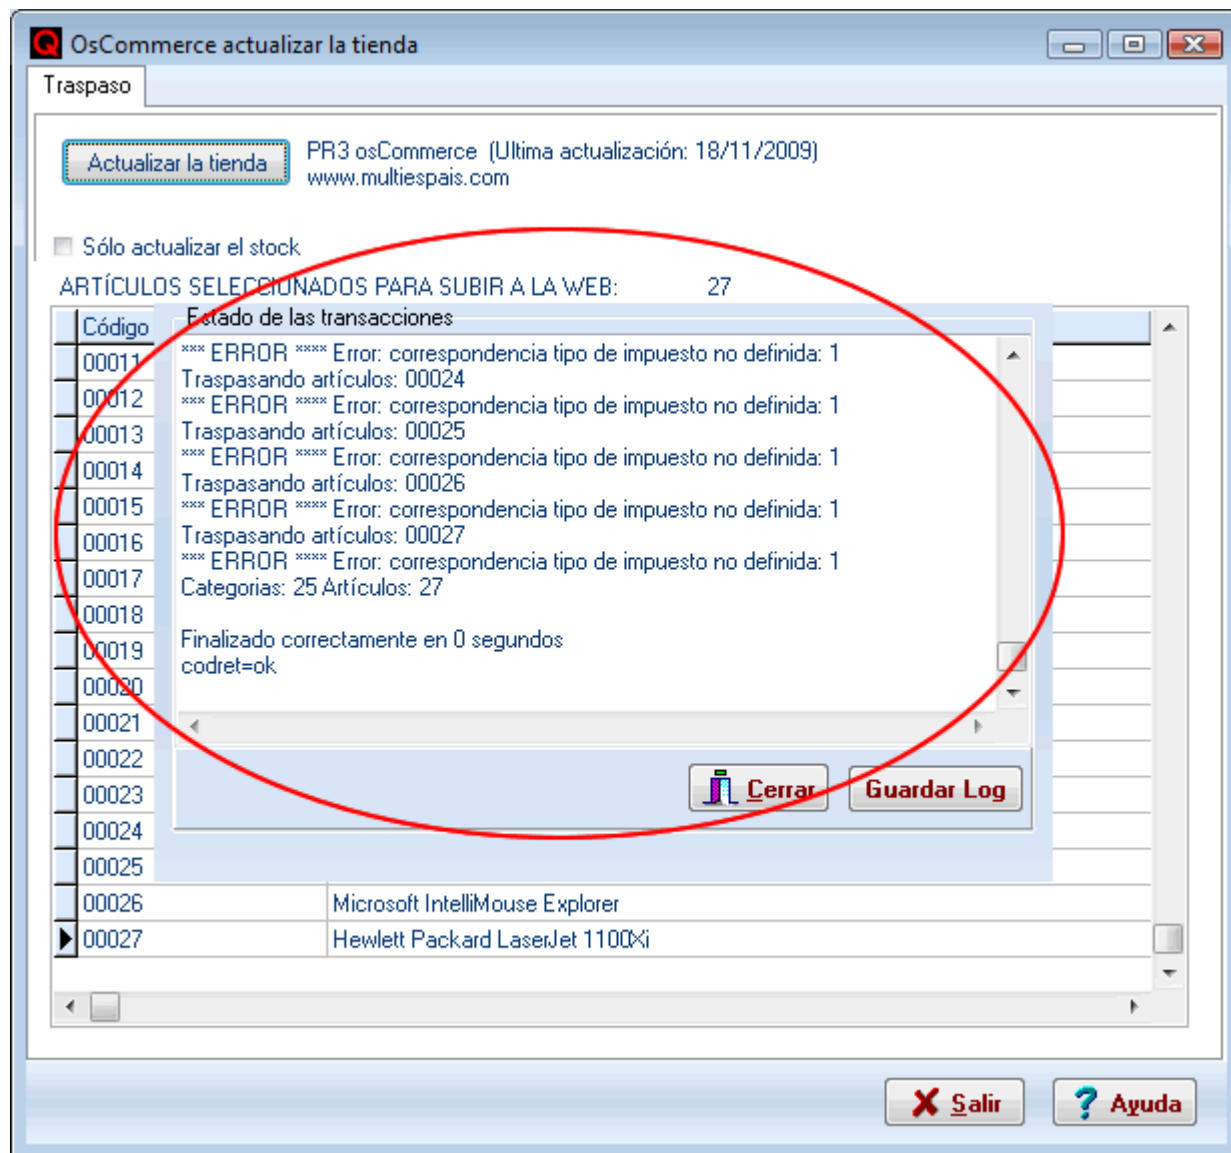 OsCommerce actualizar la tienda
Traspaso
Actualizar la tienda
PR3 osCommerce (Ultima actualización: 18/11/2009)
www.multiespais.com
Sólo actualizar el stock
ARTÍCULOS SELECCIONADOS PARA SUBIR A LA WEB: 27
Código
Estado de las transacciones
*** ERROR **** Error: correspondencia tipo de impuesto no definida: 1
Traspasando artículos: 00024
*** ERROR **** Error: correspondencia tipo de impuesto no definida: 1
Traspasando artículos: 00025
*** ERROR **** Error: correspondencia tipo de impuesto no definida: 1
Traspasando artículos: 00026
*** ERROR **** Error: correspondencia tipo de impuesto no definida: 1
Traspasando artículos: 00027
*** ERROR **** Error: correspondencia tipo de impuesto no definida: 1
Categorias: 25 Artículos: 27
Finalizado correctamente en 0 segundos
codret=ok
Cerrar
Guardar Log
00011
00012
00013
00014
00015
00016
00017
00018
00019
00020
00021
00022
00023
00024
00025
00026 Microsoft IntelliMouse Explorer
00027 Hewlett Packard LaserJet 1100Xi
Salir
Ayuda